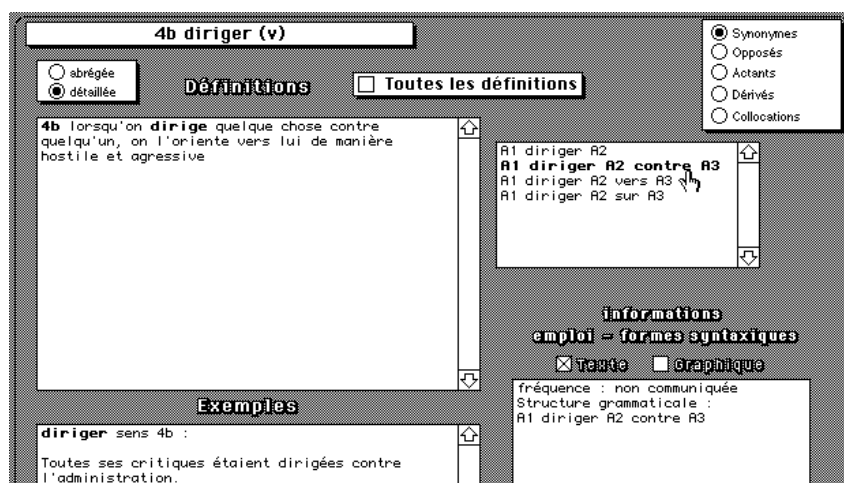 4b diriger (v)
Synonymes
Opposés
Actants
Dérivés
Collocations
abrégée
détaillée
Définitions
Toutes les définitions
4b lorsqu'on dirige quelque chose contre
quelqu'un, on l'oriente vers lui de manière
hostile et agressive
A1 diriger A2
A1 diriger A2 contre A3
A1 diriger A2 vers A3
A1 diriger A2 sur A3
informations
emploi - formes syntaxiques
Texte
Graphique
fréquence : non communiquée
Structure grammaticale :
A1 diriger A2 contre A3
Exemples
diriger sens 4b :
Toutes ses critiques étaient dirigées contre
l'administration.